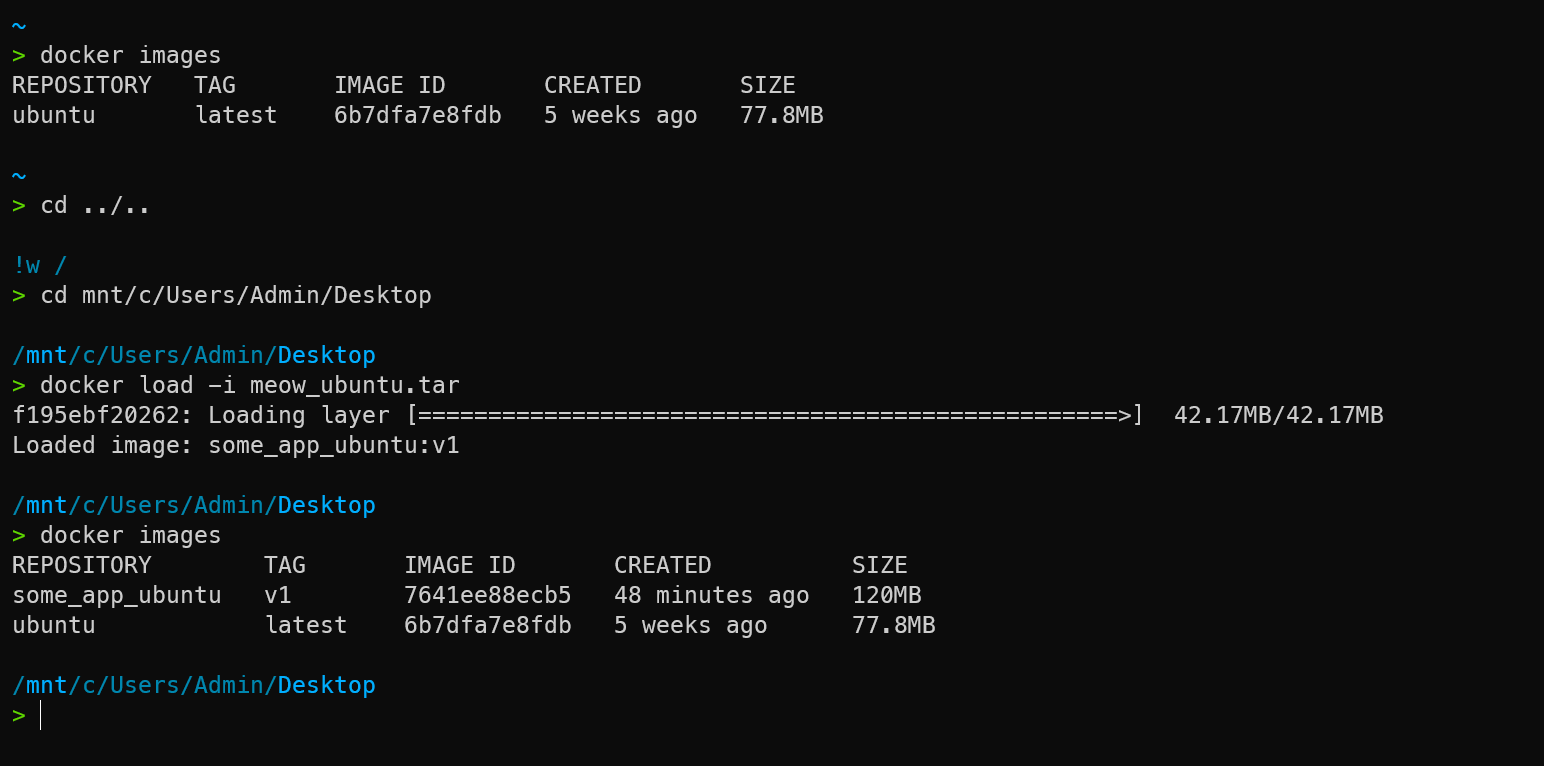 ~
> docker images
REPOSITORY   TAG       IMAGE ID       CREATED       SIZE
ubuntu       latest    6b7dfa7e8fdb   5 weeks ago   77.8MB
~
> cd ../..
!w /
> cd mnt/c/Users/Admin/Desktop
/mnt/c/Users/Admin/Desktop
> docker load -i meow_ubuntu.tar
f195ebf20262: Loading layer [==================================================>]  42.17MB/42.17MB
Loaded image: some_app_ubuntu:v1
/mnt/c/Users/Admin/Desktop
> docker images
REPOSITORY        TAG       IMAGE ID       CREATED          SIZE
some_app_ubuntu   v1        7641ee88ecb5   48 minutes ago   120MB
ubuntu            latest    6b7dfa7e8fdb   5 weeks ago      77.8MB
/mnt/c/Users/Admin/Desktop
>